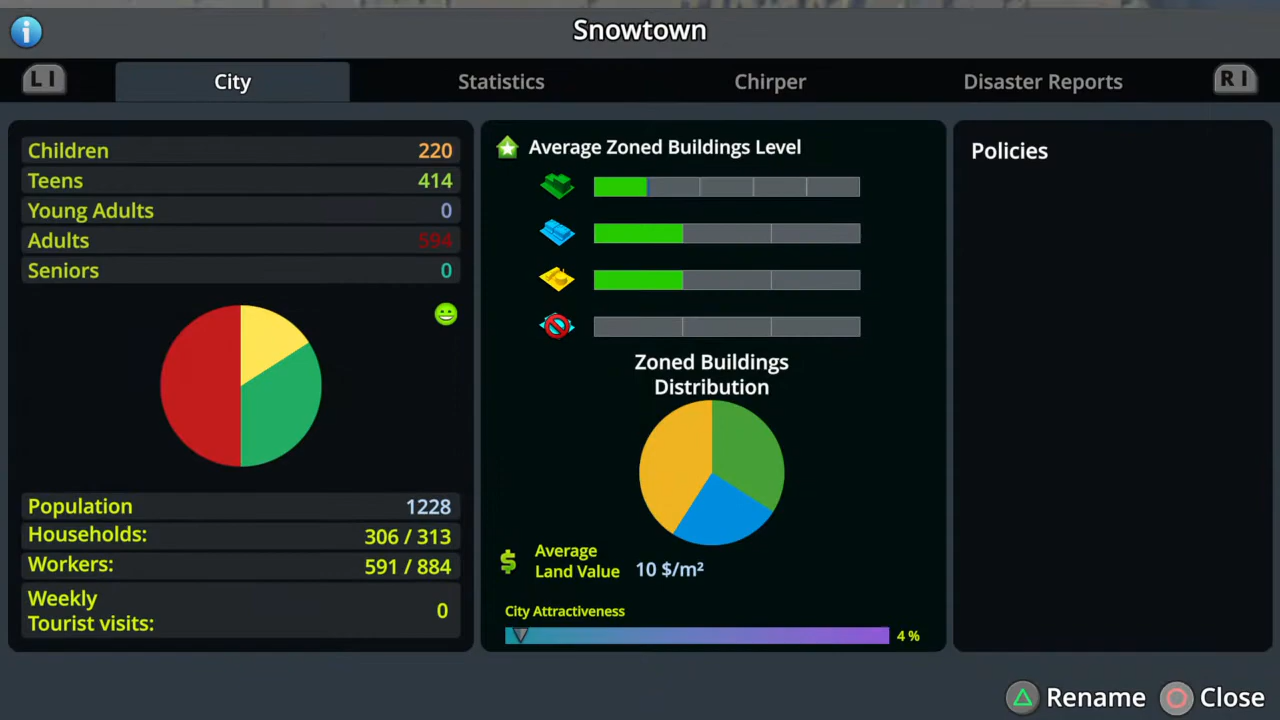 Snowtown
L1
City
Statistics
Chirper
Disaster Reports
R1
Children 220
Teens 414
Young Adults 0
Adults 594
Seniors 0
Population 1228
Households: 306 / 313
Workers: 591 / 884
Weekly
Tourist visits: 0
Average Zoned Buildings Level
Zoned Buildings
Distribution
Average
Land Value 10 $/m²
City Attractiveness
4 %
Policies
Rename
Close